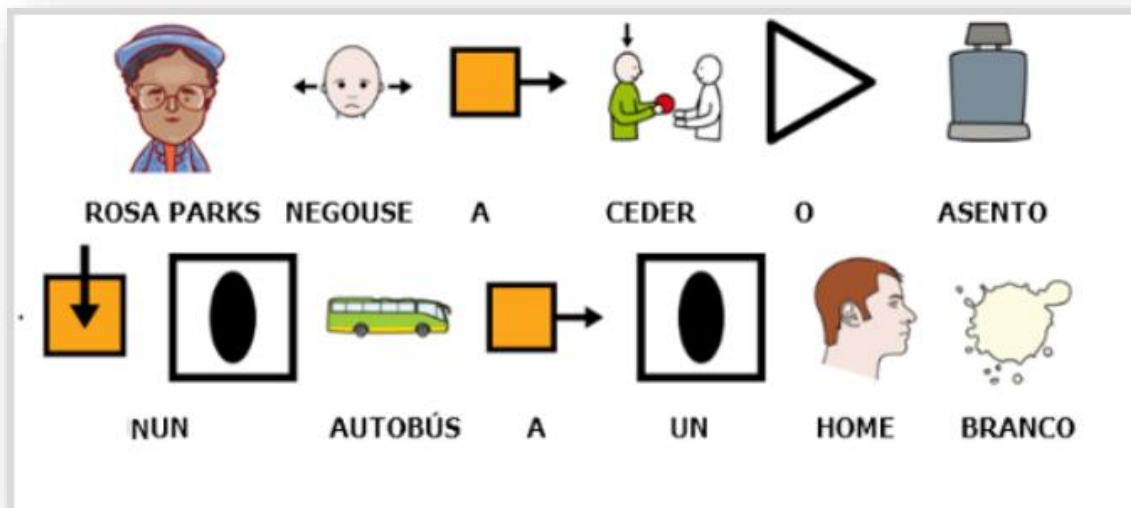 ROSA PARKS NEGOUSE A CEDER O ASENTO
NUN AUTOBÚS A UN HOME BRANCO